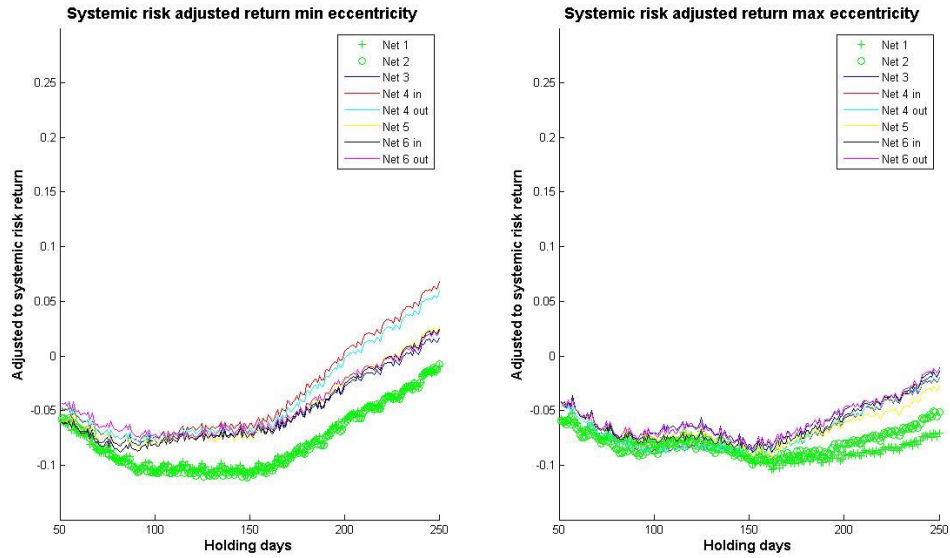 Systemic risk adjusted return min eccentricity
Net 1
Net 2
Net 3
Net 4 in
Net 4 out
Net 5
Net 6 in
Net 6 out
0.25
0.2
0.15
0.1
0.05
0
-0.05
-0.1
50
100
150
200
250
Adjusted to systemic risk return
Holding days
Systemic risk adjusted return max eccentricity
Net 1
Net 2
Net 3
Net 4 in
Net 4 out
Net 5
Net 6 in
Net 6 out
0.25
0.2
0.15
0.1
0.05
0
-0.05
-0.1
50
100
150
200
250
Adjusted to systemic risk return
Holding days